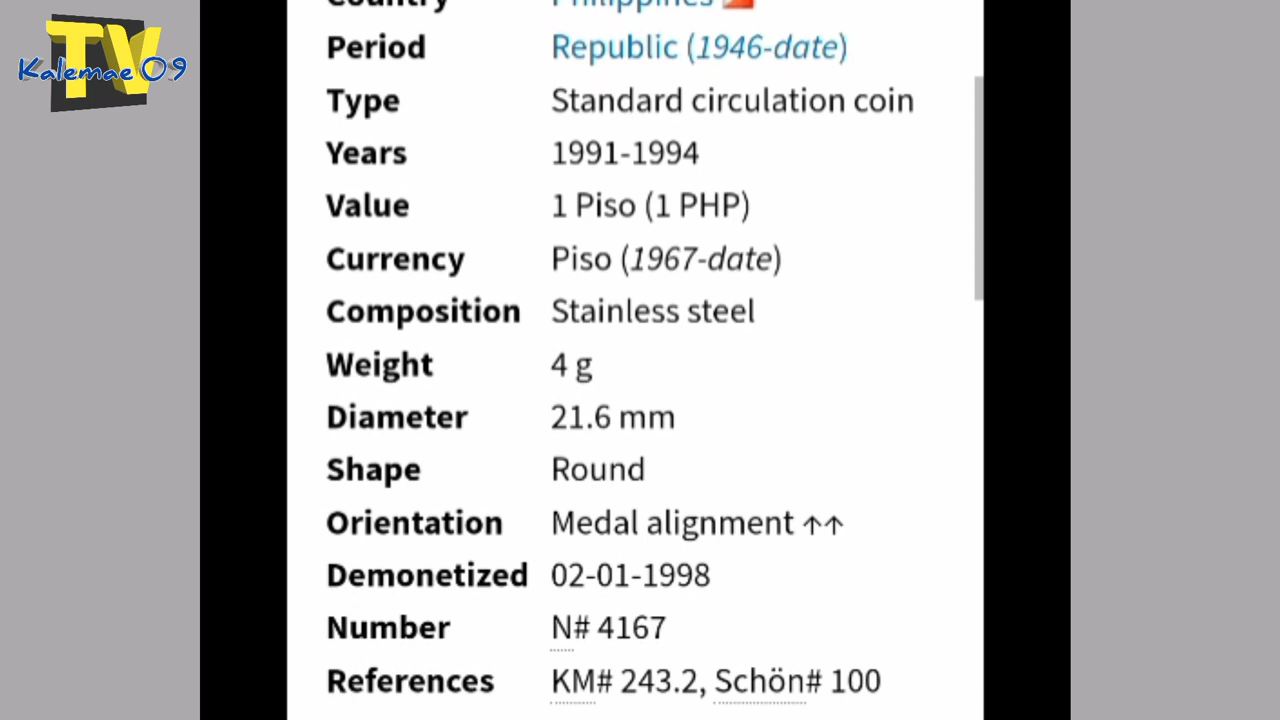 TV
Kalemae 09
Country Philippines
Period Republic (1946-date)
Type Standard circulation coin
Years 1991-1994
Value 1 Piso (1 PHP)
Currency Piso (1967-date)
Composition Stainless steel
Weight 4 g
Diameter 21.6 mm
Shape Round
Orientation Medal alignment ↑↑
Demonetized 02-01-1998
Number N# 4167
References KM# 243.2, Schön# 100